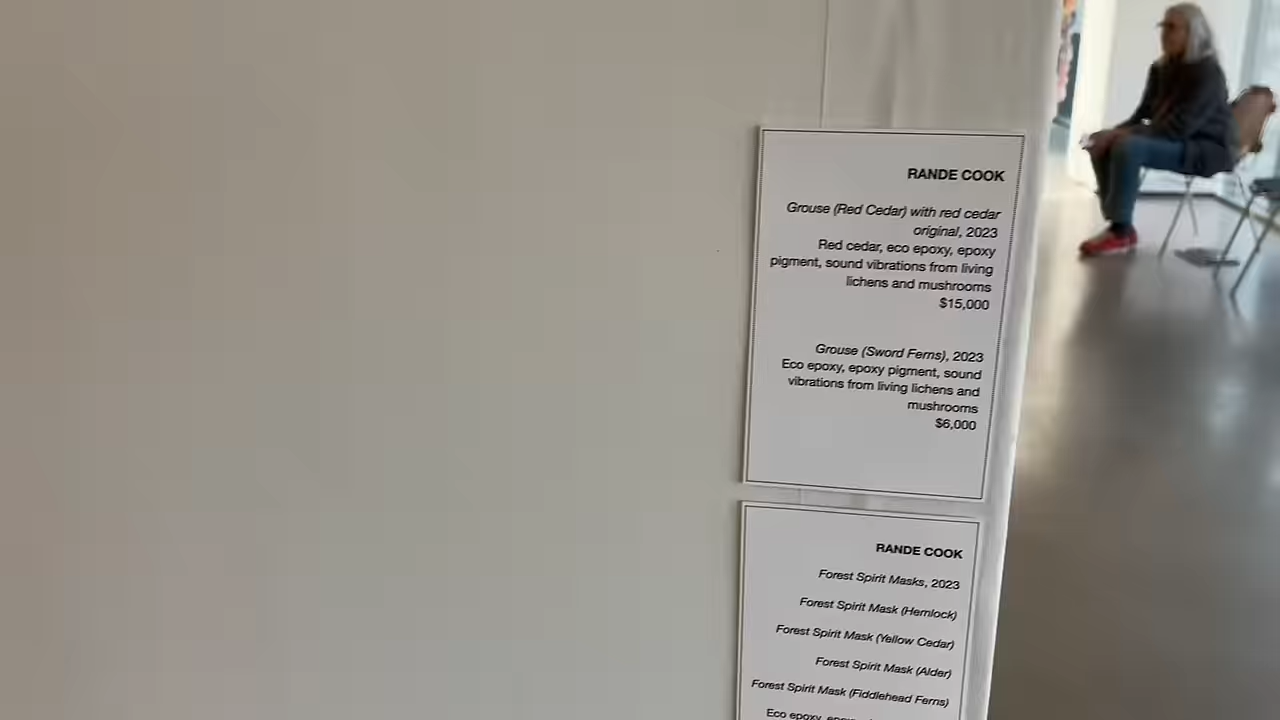 RANDE COOK
Grouse (Red Cedar) with red cedar
original, 2023
Red cedar, eco epoxy, epoxy
pigment, sound vibrations from living
lichens and mushrooms
$15,000
Grouse (Sword Ferns), 2023
Eco epoxy, epoxy pigment, sound
vibrations from living lichens and
mushrooms
$6,000
RANDE COOK
Forest Spirit Masks, 2023
Forest Spirit Mask (Hemlock)
Forest Spirit Mask (Yellow Cedar)
Forest Spirit Mask (Alder)
Forest Spirit Mask (Fiddlehead Ferns)
Eco epoxy,